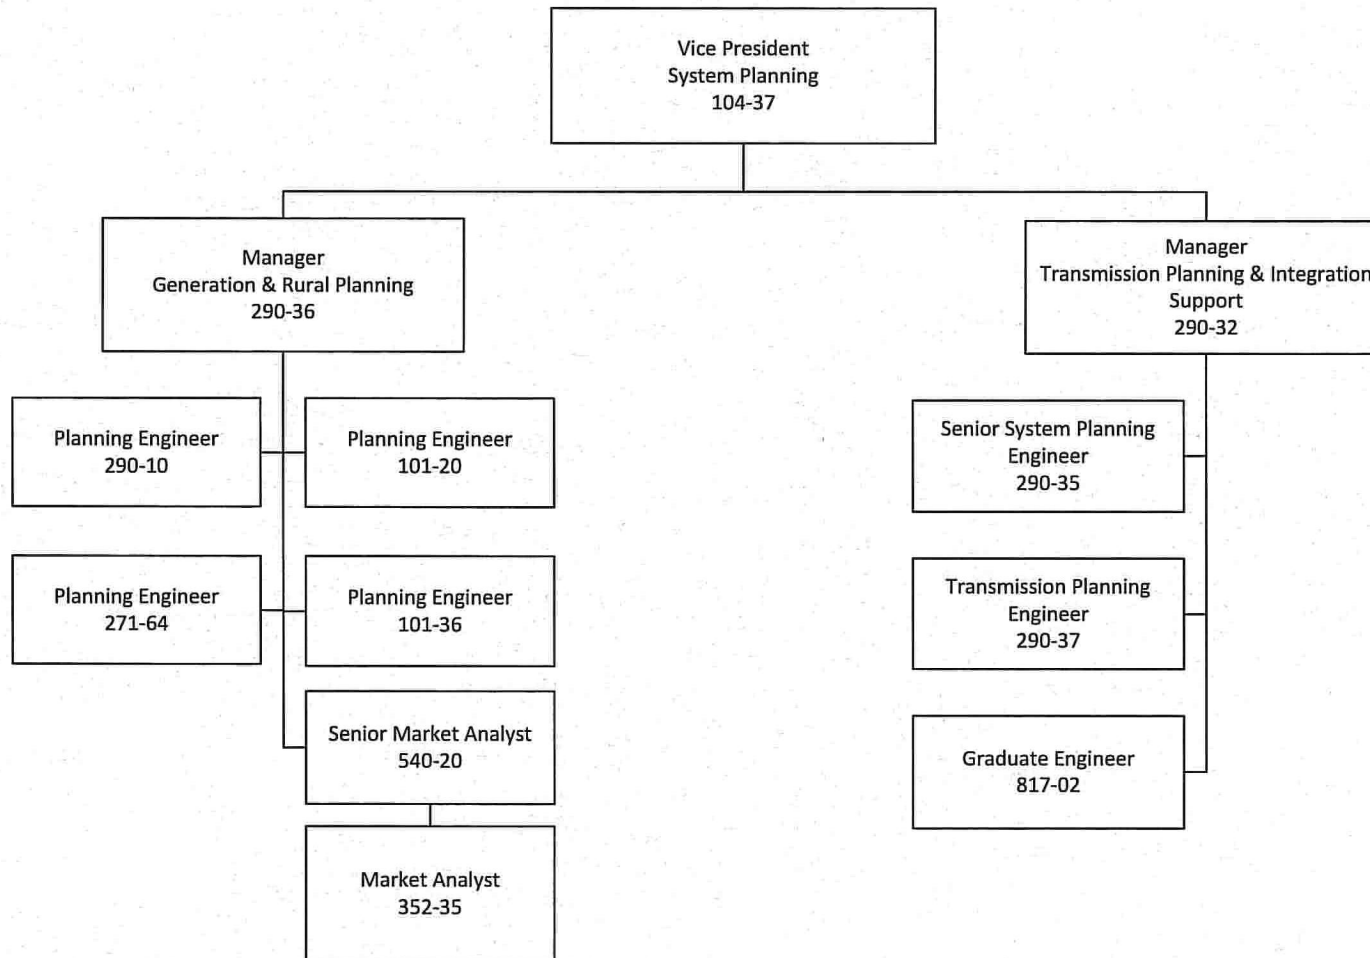 Vice President
System Planning
104-37
Manager
Generation & Rural Planning
290-36
Manager
Transmission Planning & Integration
Support
290-32
Planning Engineer
290-10
Planning Engineer
101-20
Senior System Planning
Engineer
290-35
Planning Engineer
271-64
Planning Engineer
101-36
Transmission Planning
Engineer
290-37
Senior Market Analyst
540-20
Graduate Engineer
817-02
Market Analyst
352-35